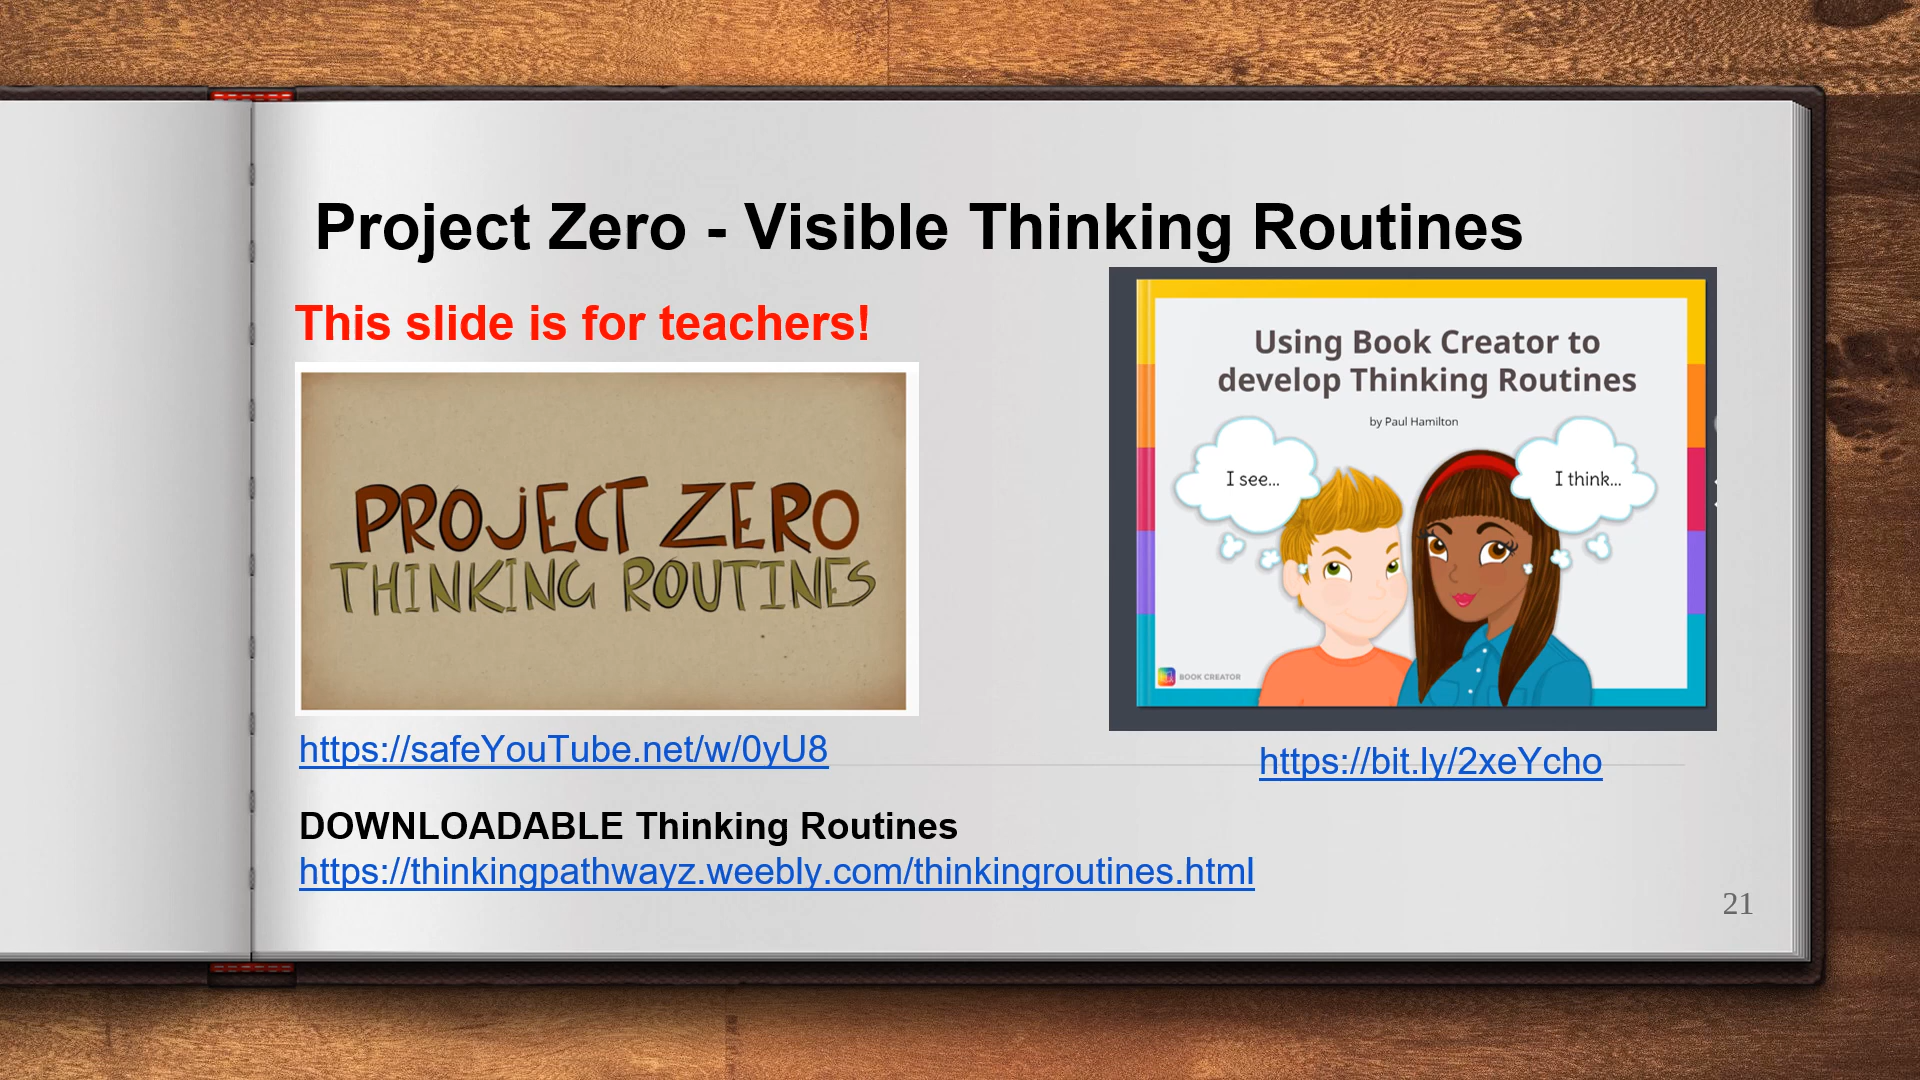 Project Zero - Visible Thinking Routines
This slide is for teachers!
PROJECT ZERO
THINKING ROUTINES
https://safeYouTube.net/w/0yU8
Using Book Creator to
develop Thinking Routines
by Paul Hamilton
I see...
I think...
BOOK CREATOR
https://bit.ly/2xeYcho
DOWNLOADABLE Thinking Routines
https://thinkingpathwayz.weebly.com/thinkingroutines.html
21